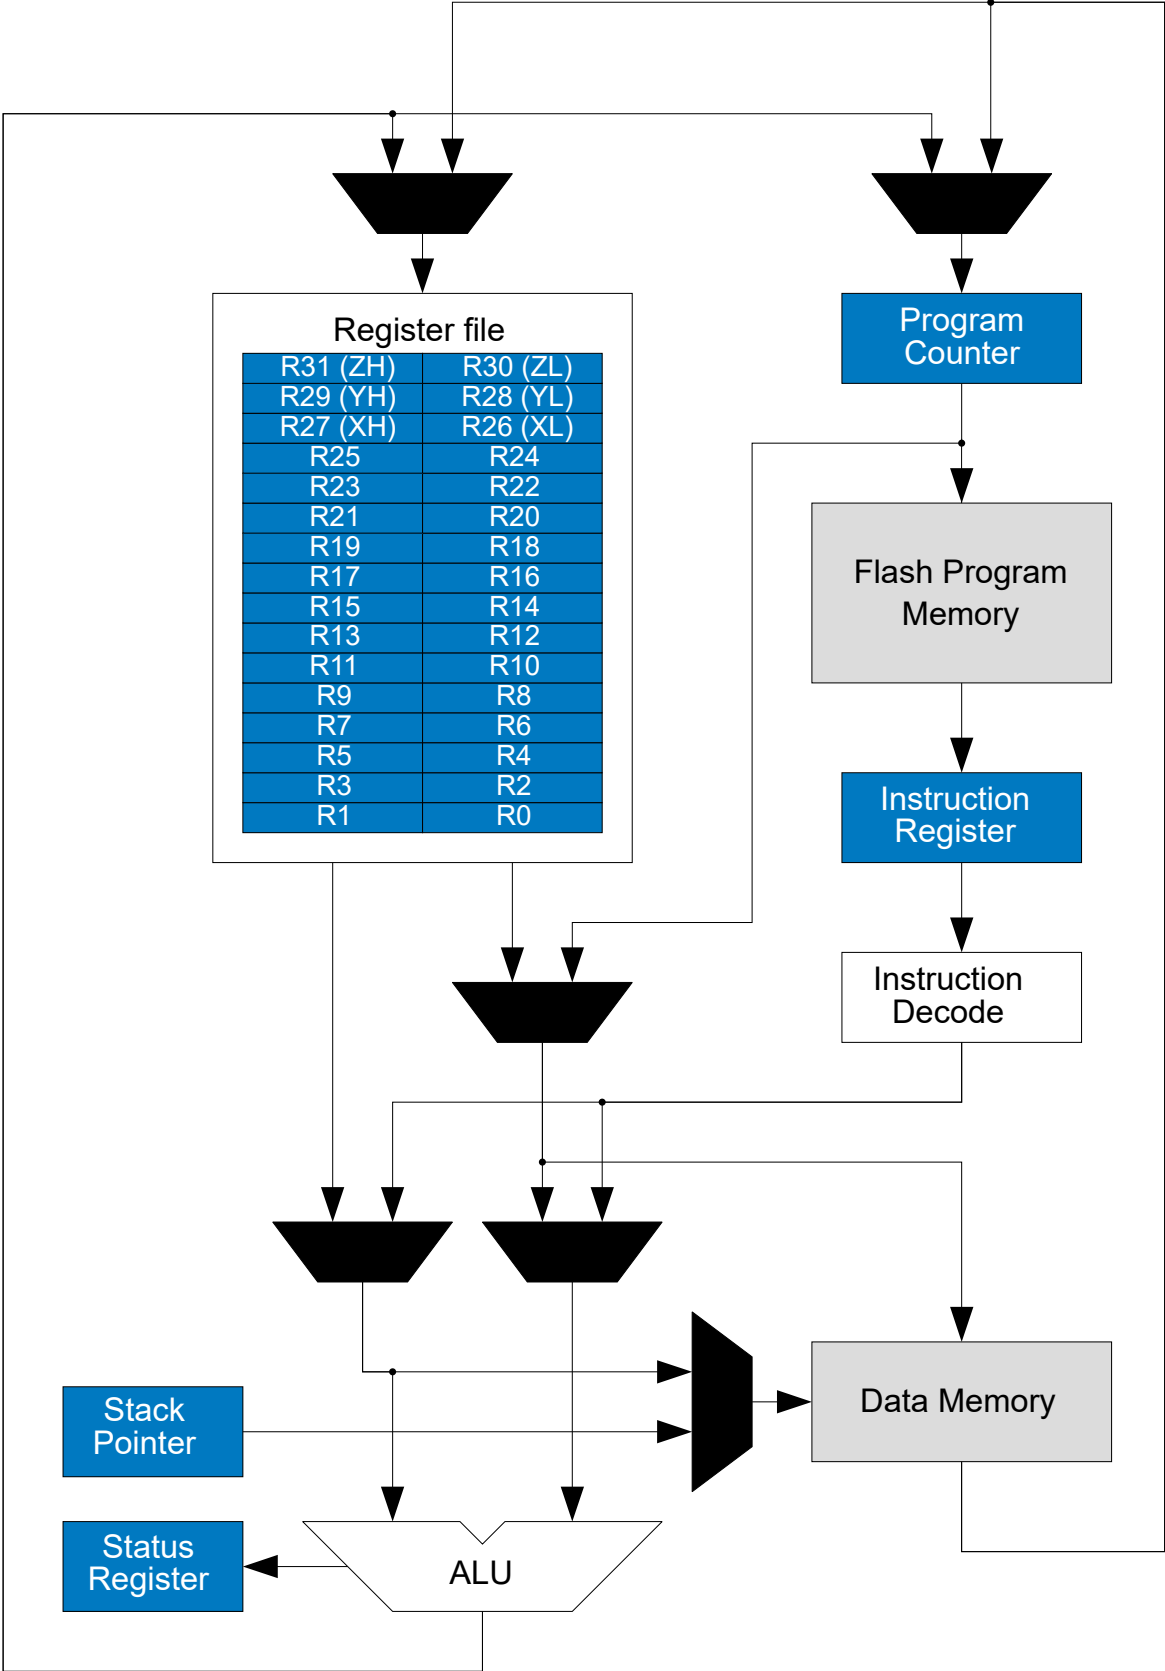 Register file
R31 (ZH) R30 (ZL)
R29 (YH) R28 (YL)
R27 (XH) R26 (XL)
R25 R24
R23 R22
R21 R20
R19 R18
R17 R16
R15 R14
R13 R12
R11 R10
R9 R8
R7 R6
R5 R4
R3 R2
R1 R0
Program
Counter
Flash Program
Memory
Instruction
Register
Instruction
Decode
Data Memory
Stack
Pointer
Status
Register
ALU